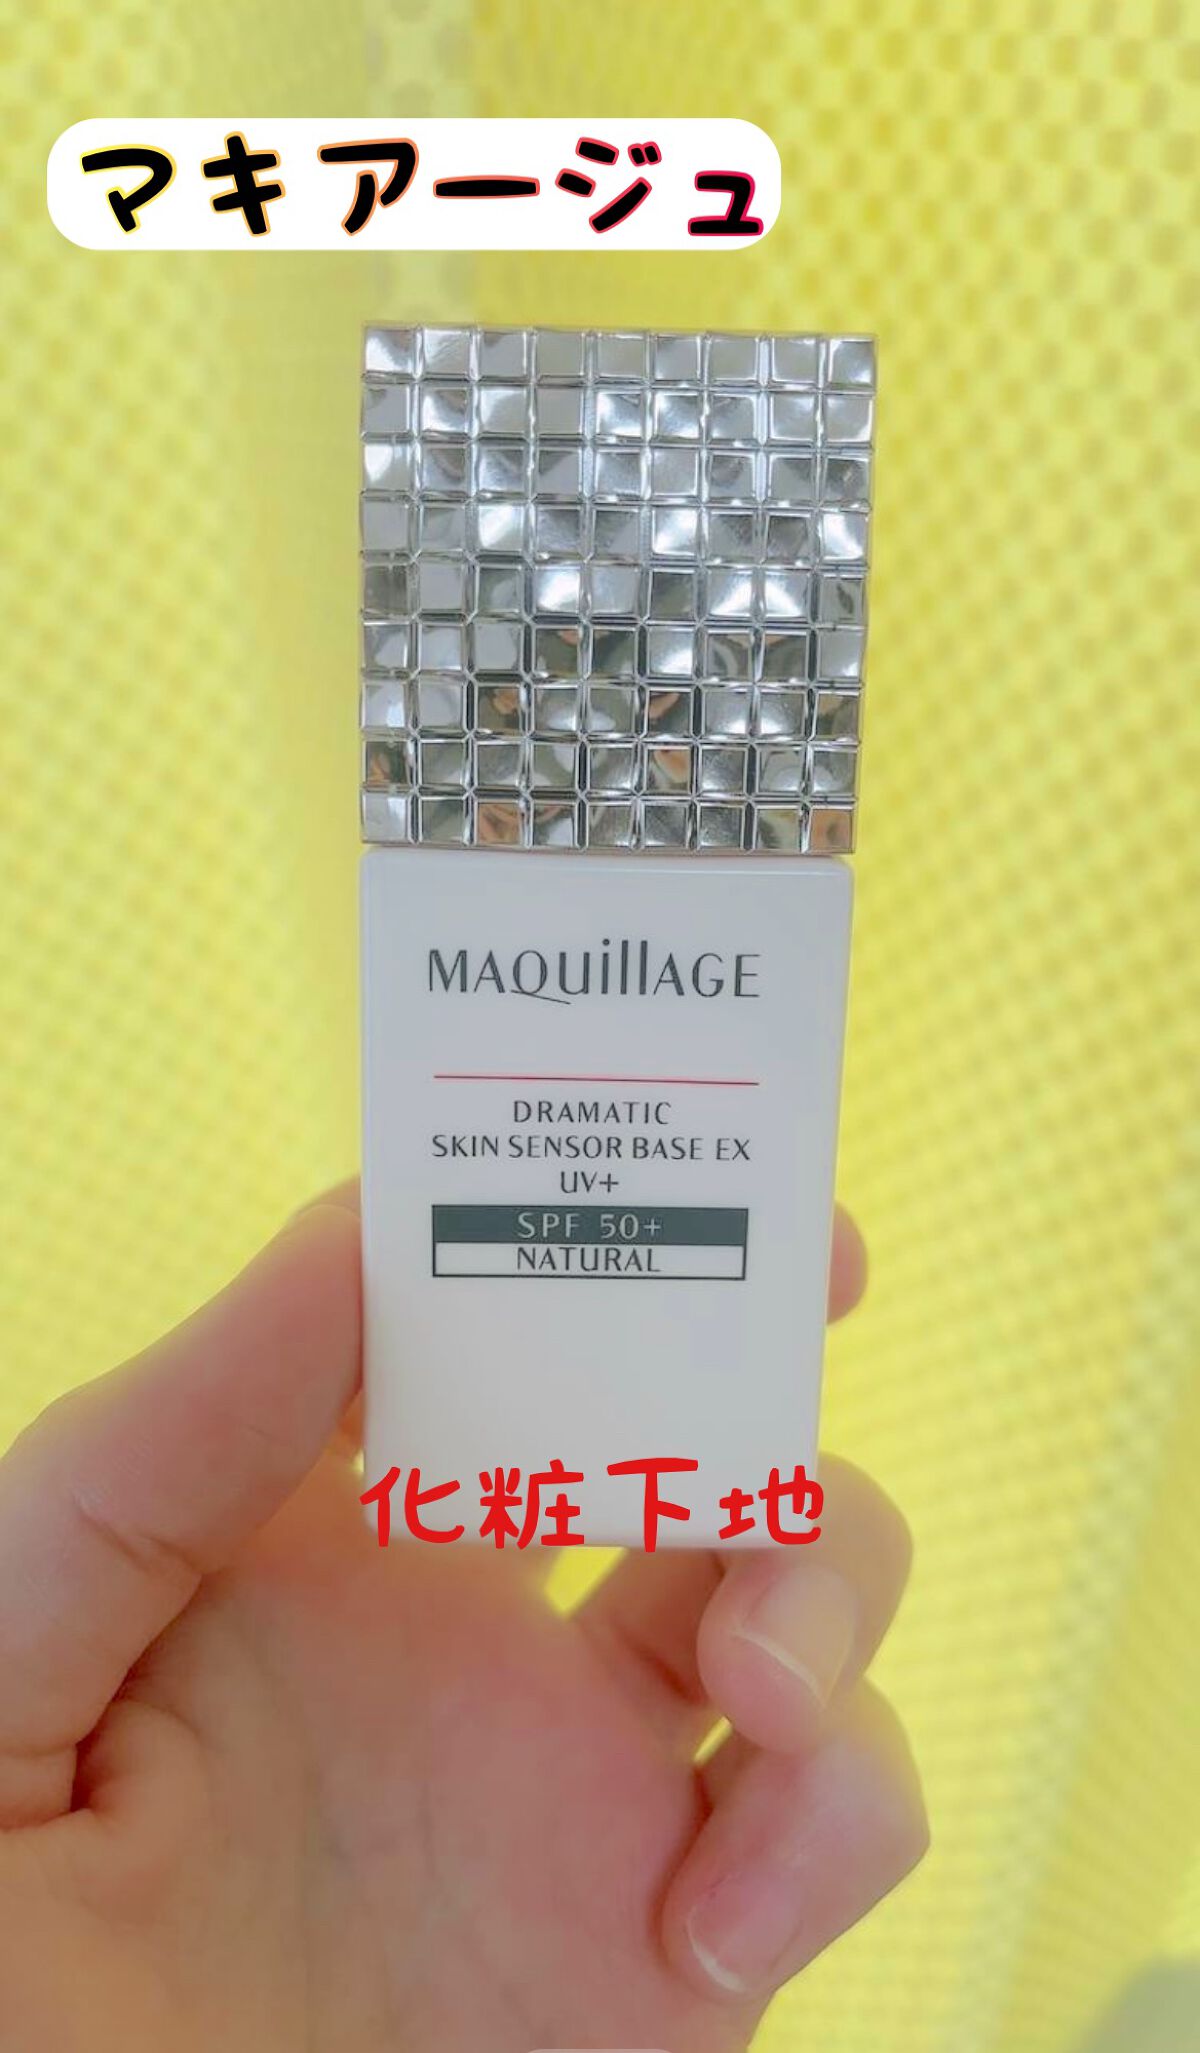 マキアージュ
MAQuillAGE
DRAMATIC
SKIN SENSOR BASE EX
UV+
SPF 50+
NATURAL
化粧下地